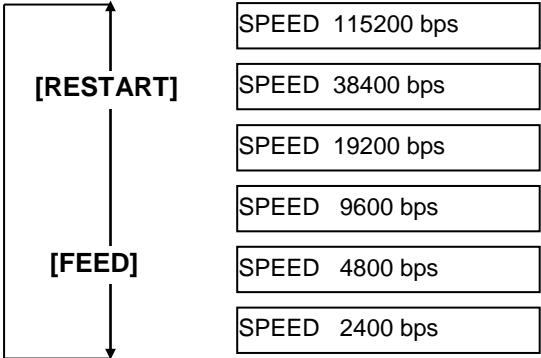 SPEED 115200 bps
[RESTART]
SPEED 38400 bps
SPEED 19200 bps
SPEED 9600 bps
[FEED]
SPEED 4800 bps
SPEED 2400 bps